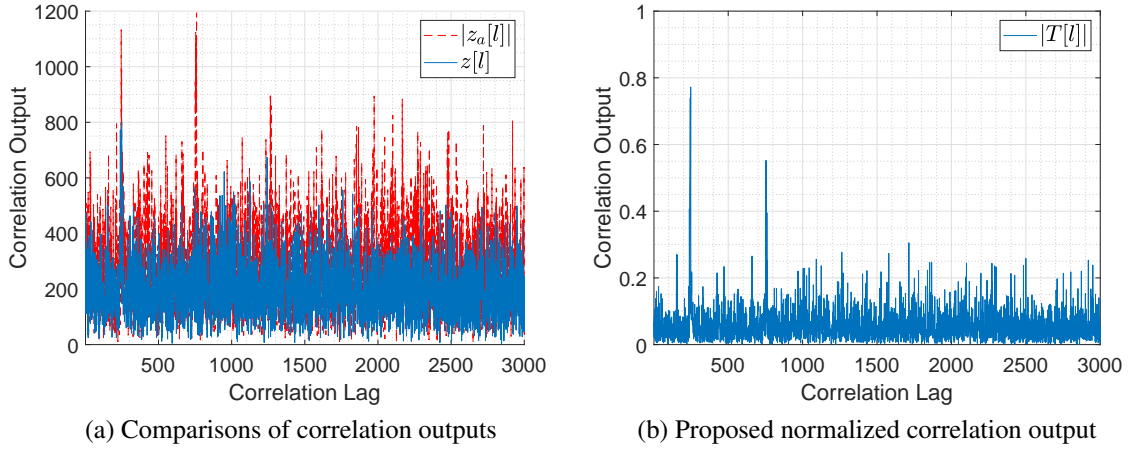 1200
1000
800
600
400
200
0
Correlation Output
|z_a[l]|
z[l]
500 1000 1500 2000 2500 3000
Correlation Lag
(a) Comparisons of correlation outputs
1
0.8
0.6
0.4
0.2
0
Correlation Output
|T[l]|
500 1000 1500 2000 2500 3000
Correlation Lag
(b) Proposed normalized correlation output